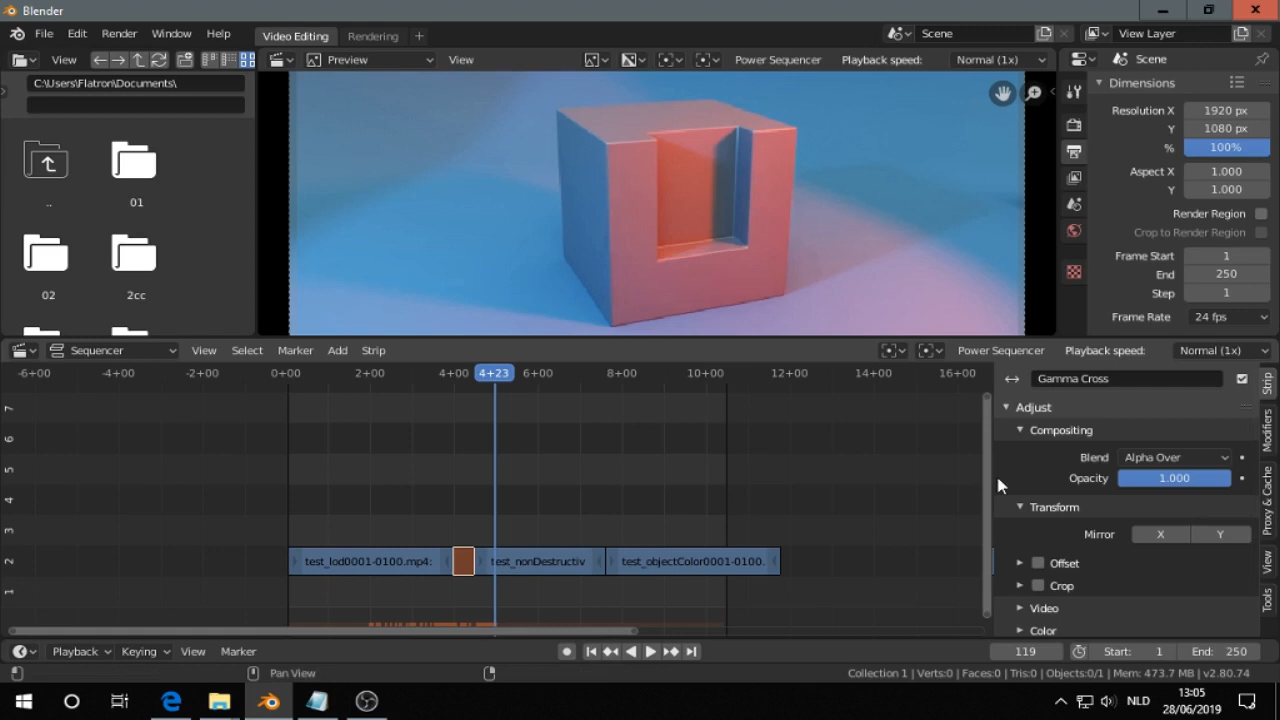 Blender
File Edit Render Window Help Video Editing Rendering + Scene View Layer
View Preview View Power Sequencer Playback speed: Normal (1x) Scene
C:\Users\Flatron\Documents\
Dimensions
Resolution X 1920 px
Y 1080 px
% 100%
Aspect X 1.000
Y 1.000
.. 01
Render Region
Crop to Render Region
Frame Start 1
End 250
02 2cc
Step 1
Frame Rate 24 fps
Sequencer View Select Marker Add Strip Power Sequencer Playback speed: Normal (1x)
-6+00 -4+00 -2+00 0+00 2+00 4+00 4+23 6+00 8+00 10+00 12+00 14+00 16+00
Gamma Cross
Strip
Modifiers
Proxy & Cache
View
Tools
Adjust
Compositing
Blend Alpha Over
Opacity 1.000
Transform
Mirror X Y
Offset
Crop
Video
Color
7
6
5
4
3
2 test_lod0001-0100.mp4: test_nonDestructiv test_objectColor0001-0100.
1
Playback Keying View Marker 119 Start: 1 End: 250
Pan View Collection 1 | Verts:0 | Faces:0 | Tris:0 | Objects:0/1 | Mem: 473.7 MB | v2.80.74
NLD 13:05
28/06/2019